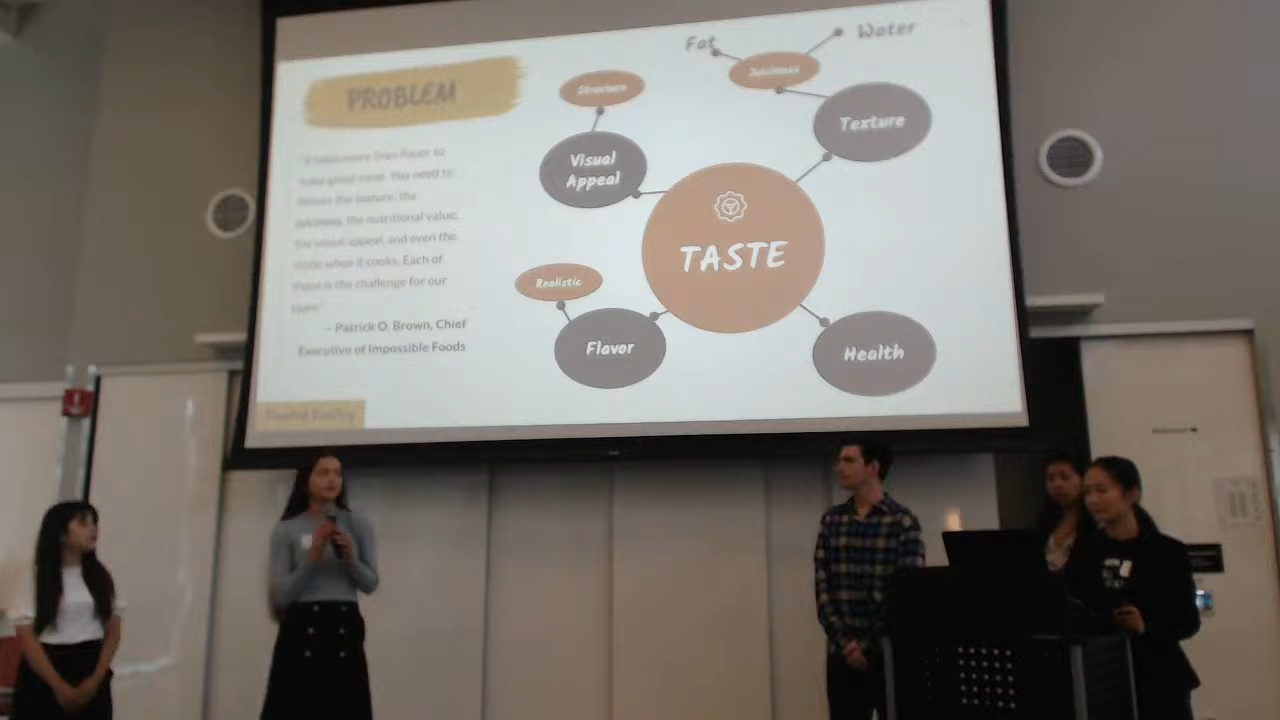 PROBLEM
"It takes more than flavor to
make great meat. You need to
deliver the texture, the
juiciness, the nutritional value,
the visual appeal, and even the
sizzle when it cooks. Each of
these is the challenge for our
team."
– Patrick O. Brown, Chief
Executive of Impossible Foods
Fat
Water
Juiciness
Structure
Texture
Visual
Appeal
TASTE
Realistic
Flavor
Health